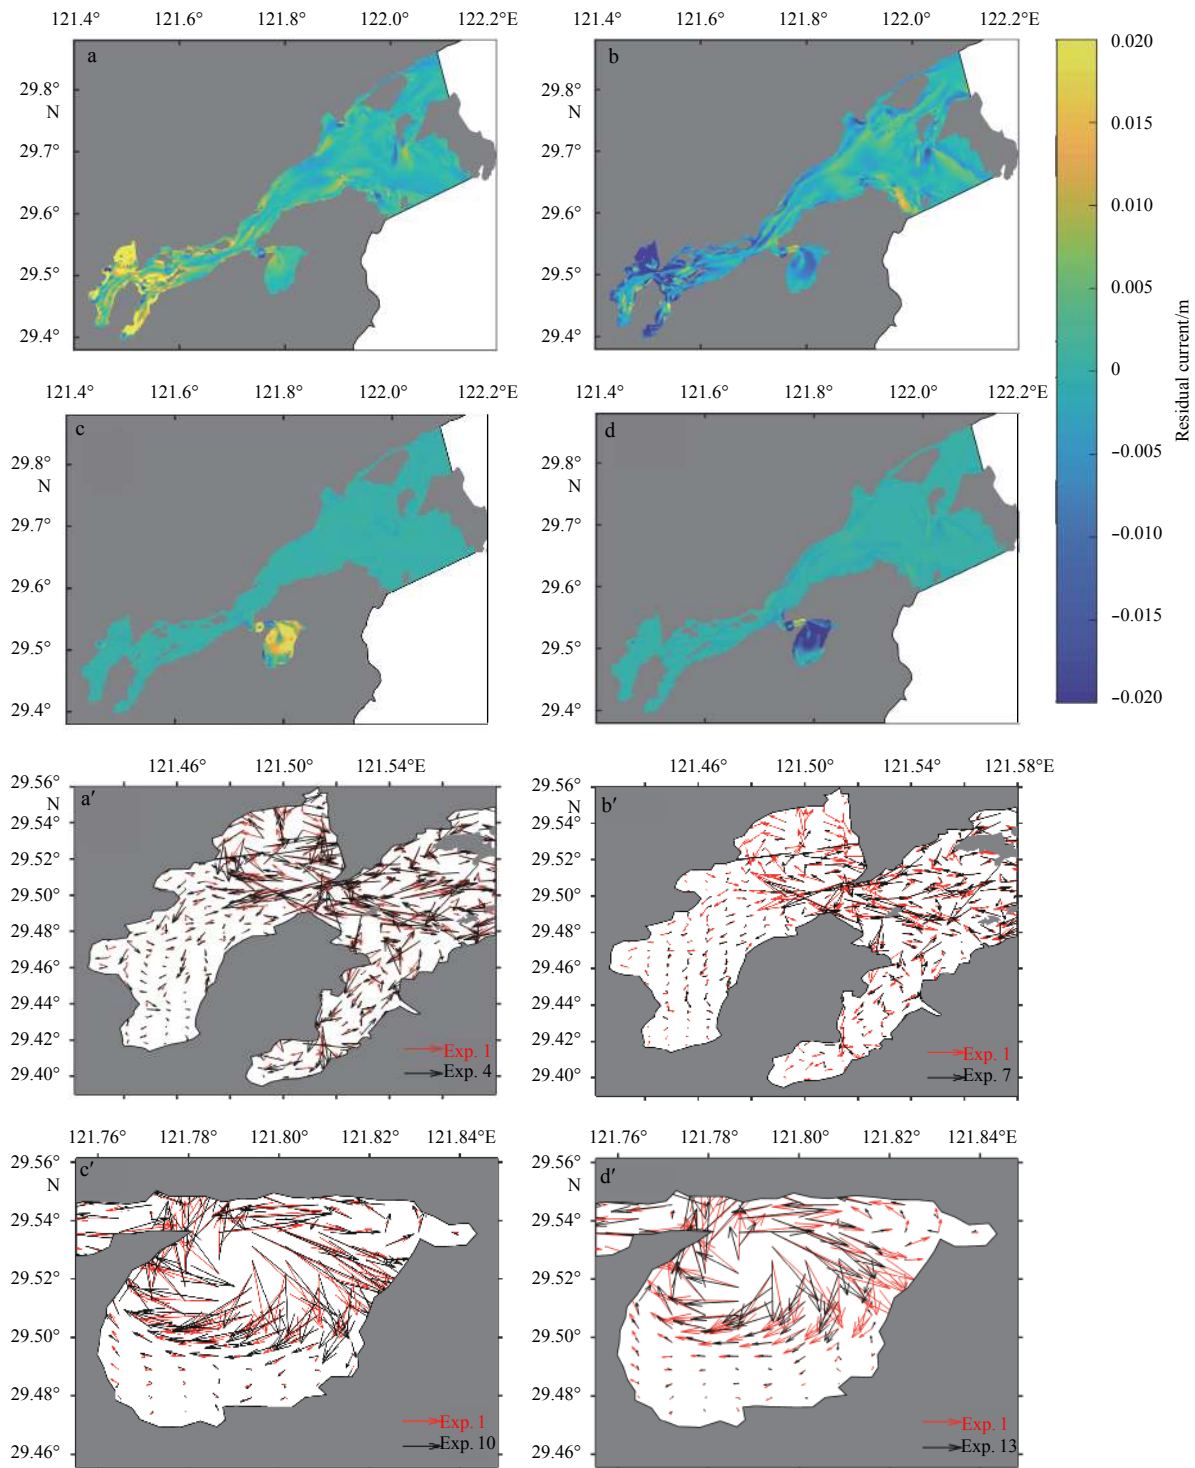 121.4° 121.6° 121.8° 122.0° 122.2°E
121.4° 121.6° 121.8° 122.0° 122.2°E
a
29.8°
N
29.7°
29.6°
29.5°
29.4°
b
29.8°
N
29.7°
29.6°
29.5°
29.4°
0.020
0.015
0.010
0.005
0
−0.005
−0.010
−0.015
−0.020
Residual current/m
121.4° 121.6° 121.8° 122.0° 122.2°E
121.4° 121.6° 121.8° 122.0° 122.2°E
c
29.8°
N
29.7°
29.6°
29.5°
29.4°
d
29.8°
N
29.7°
29.6°
29.5°
29.4°
121.46° 121.50° 121.54°
121.46° 121.50° 121.54° 121.58°E
a′
29.56°
N
29.54°
29.52°
29.50°
29.48°
29.46°
29.44°
29.42°
29.40°
Exp. 1
Exp. 4
b′
29.56°
N
29.54°
29.52°
29.50°
29.48°
29.46°
29.44°
29.42°
29.40°
Exp. 1
Exp. 7
121.76° 121.78° 121.80° 121.82° 121.84°E
121.76° 121.78° 121.80° 121.82° 121.84°E
c′
29.56°
N
29.54°
29.52°
29.50°
29.48°
29.46°
Exp. 1
Exp. 10
d′
29.56°
N
29.54°
29.52°
29.50°
29.48°
29.46°
Exp. 1
Exp. 13